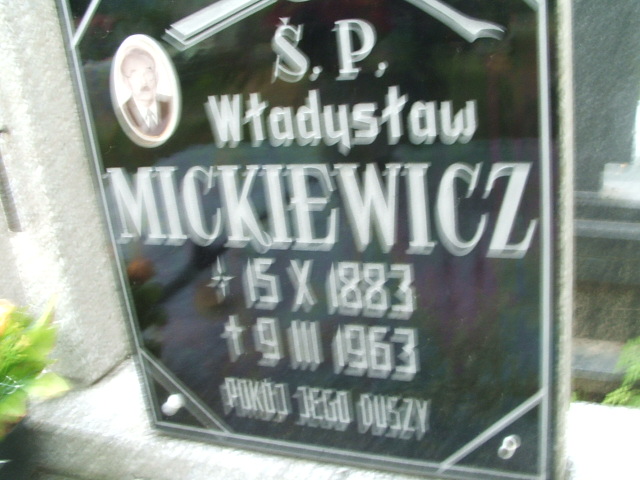 Ś. P.
Władysław
MICKIEWICZ
* 15 X 1883
† 9 III 1963
POKÓJ JEGO DUSZY